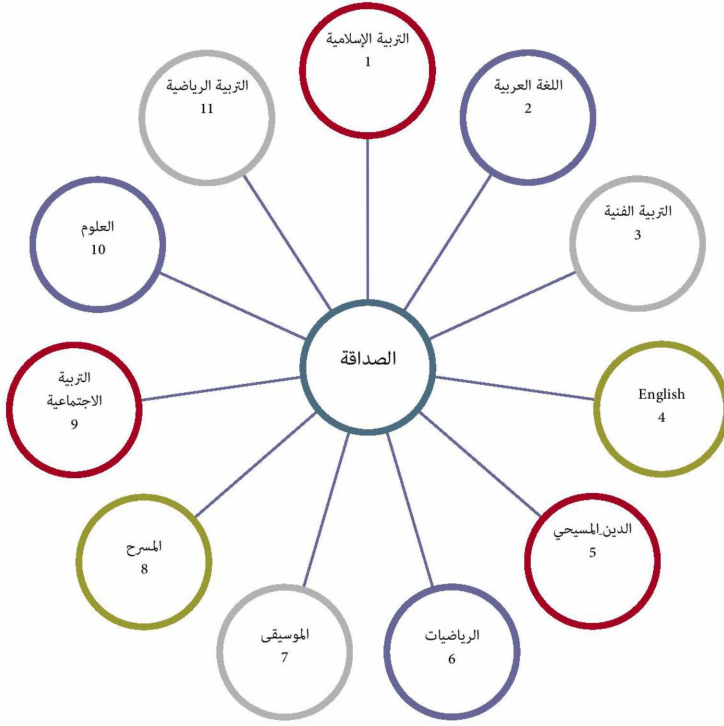 الصداقة
التربية الإسلامية
1
اللغة العربية
2
التربية الفنية
3
English
4
الدين المسيحي
5
الرياضيات
6
الموسيقى
7
المسرح
8
التربية
الاجتماعية
9
العلوم
10
التربية الرياضية
11